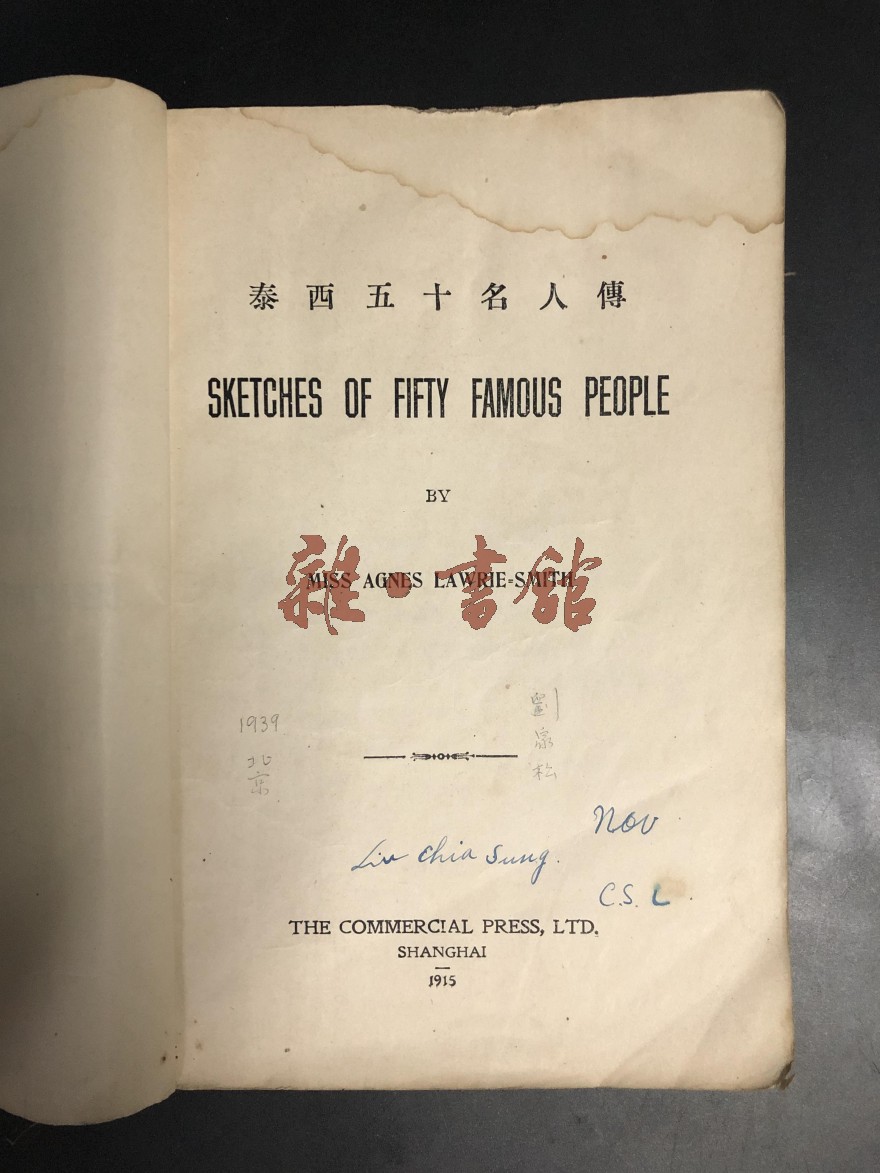 泰西五十名人傳
SKETCHES OF FIFTY FAMOUS PEOPLE
BY
MISS AGNES LAWRIE-SMITH
雜·書館
1939
北京
劉家松
Nov
Liu Chia Sung.
C.S. L
THE COMMERCIAL PRESS, LTD.
SHANGHAI
1915